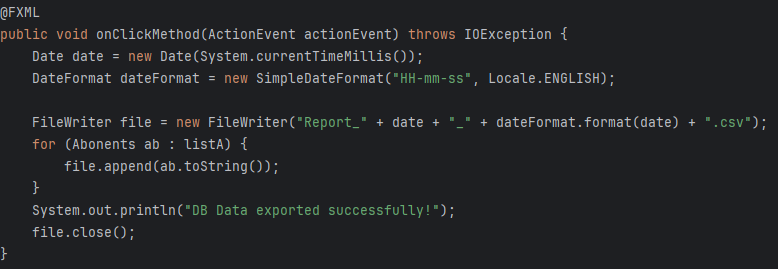 @FXML
public void onClickMethod(ActionEvent actionEvent) throws IOException {
    Date date = new Date(System.currentTimeMillis());
    DateFormat dateFormat = new SimpleDateFormat("HH-mm-ss", Locale.ENGLISH);

    FileWriter file = new FileWriter("Report_" + date + "_" + dateFormat.format(date) + ".csv");
    for (Abonents ab : listA) {
        file.append(ab.toString());
    }
    System.out.println("DB Data exported successfully!");
    file.close();
}